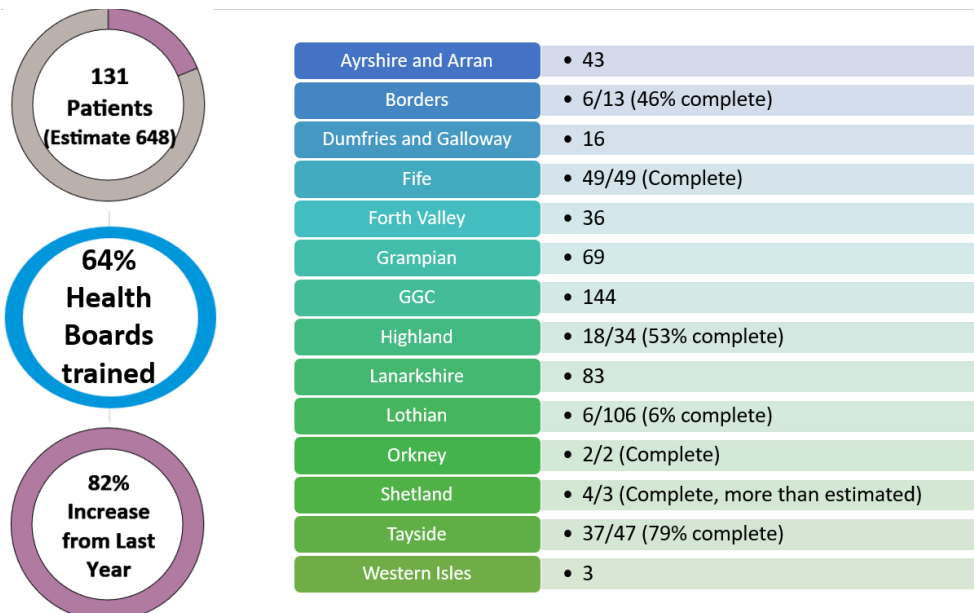 131
Patients
(Estimate 648)
64%
Health
Boards
trained
82%
Increase
from Last
Year
Ayrshire and Arran • 43
Borders • 6/13 (46% complete)
Dumfries and Galloway • 16
Fife • 49/49 (Complete)
Forth Valley • 36
Grampian • 69
GGC • 144
Highland • 18/34 (53% complete)
Lanarkshire • 83
Lothian • 6/106 (6% complete)
Orkney • 2/2 (Complete)
Shetland • 4/3 (Complete, more than estimated)
Tayside • 37/47 (79% complete)
Western Isles • 3